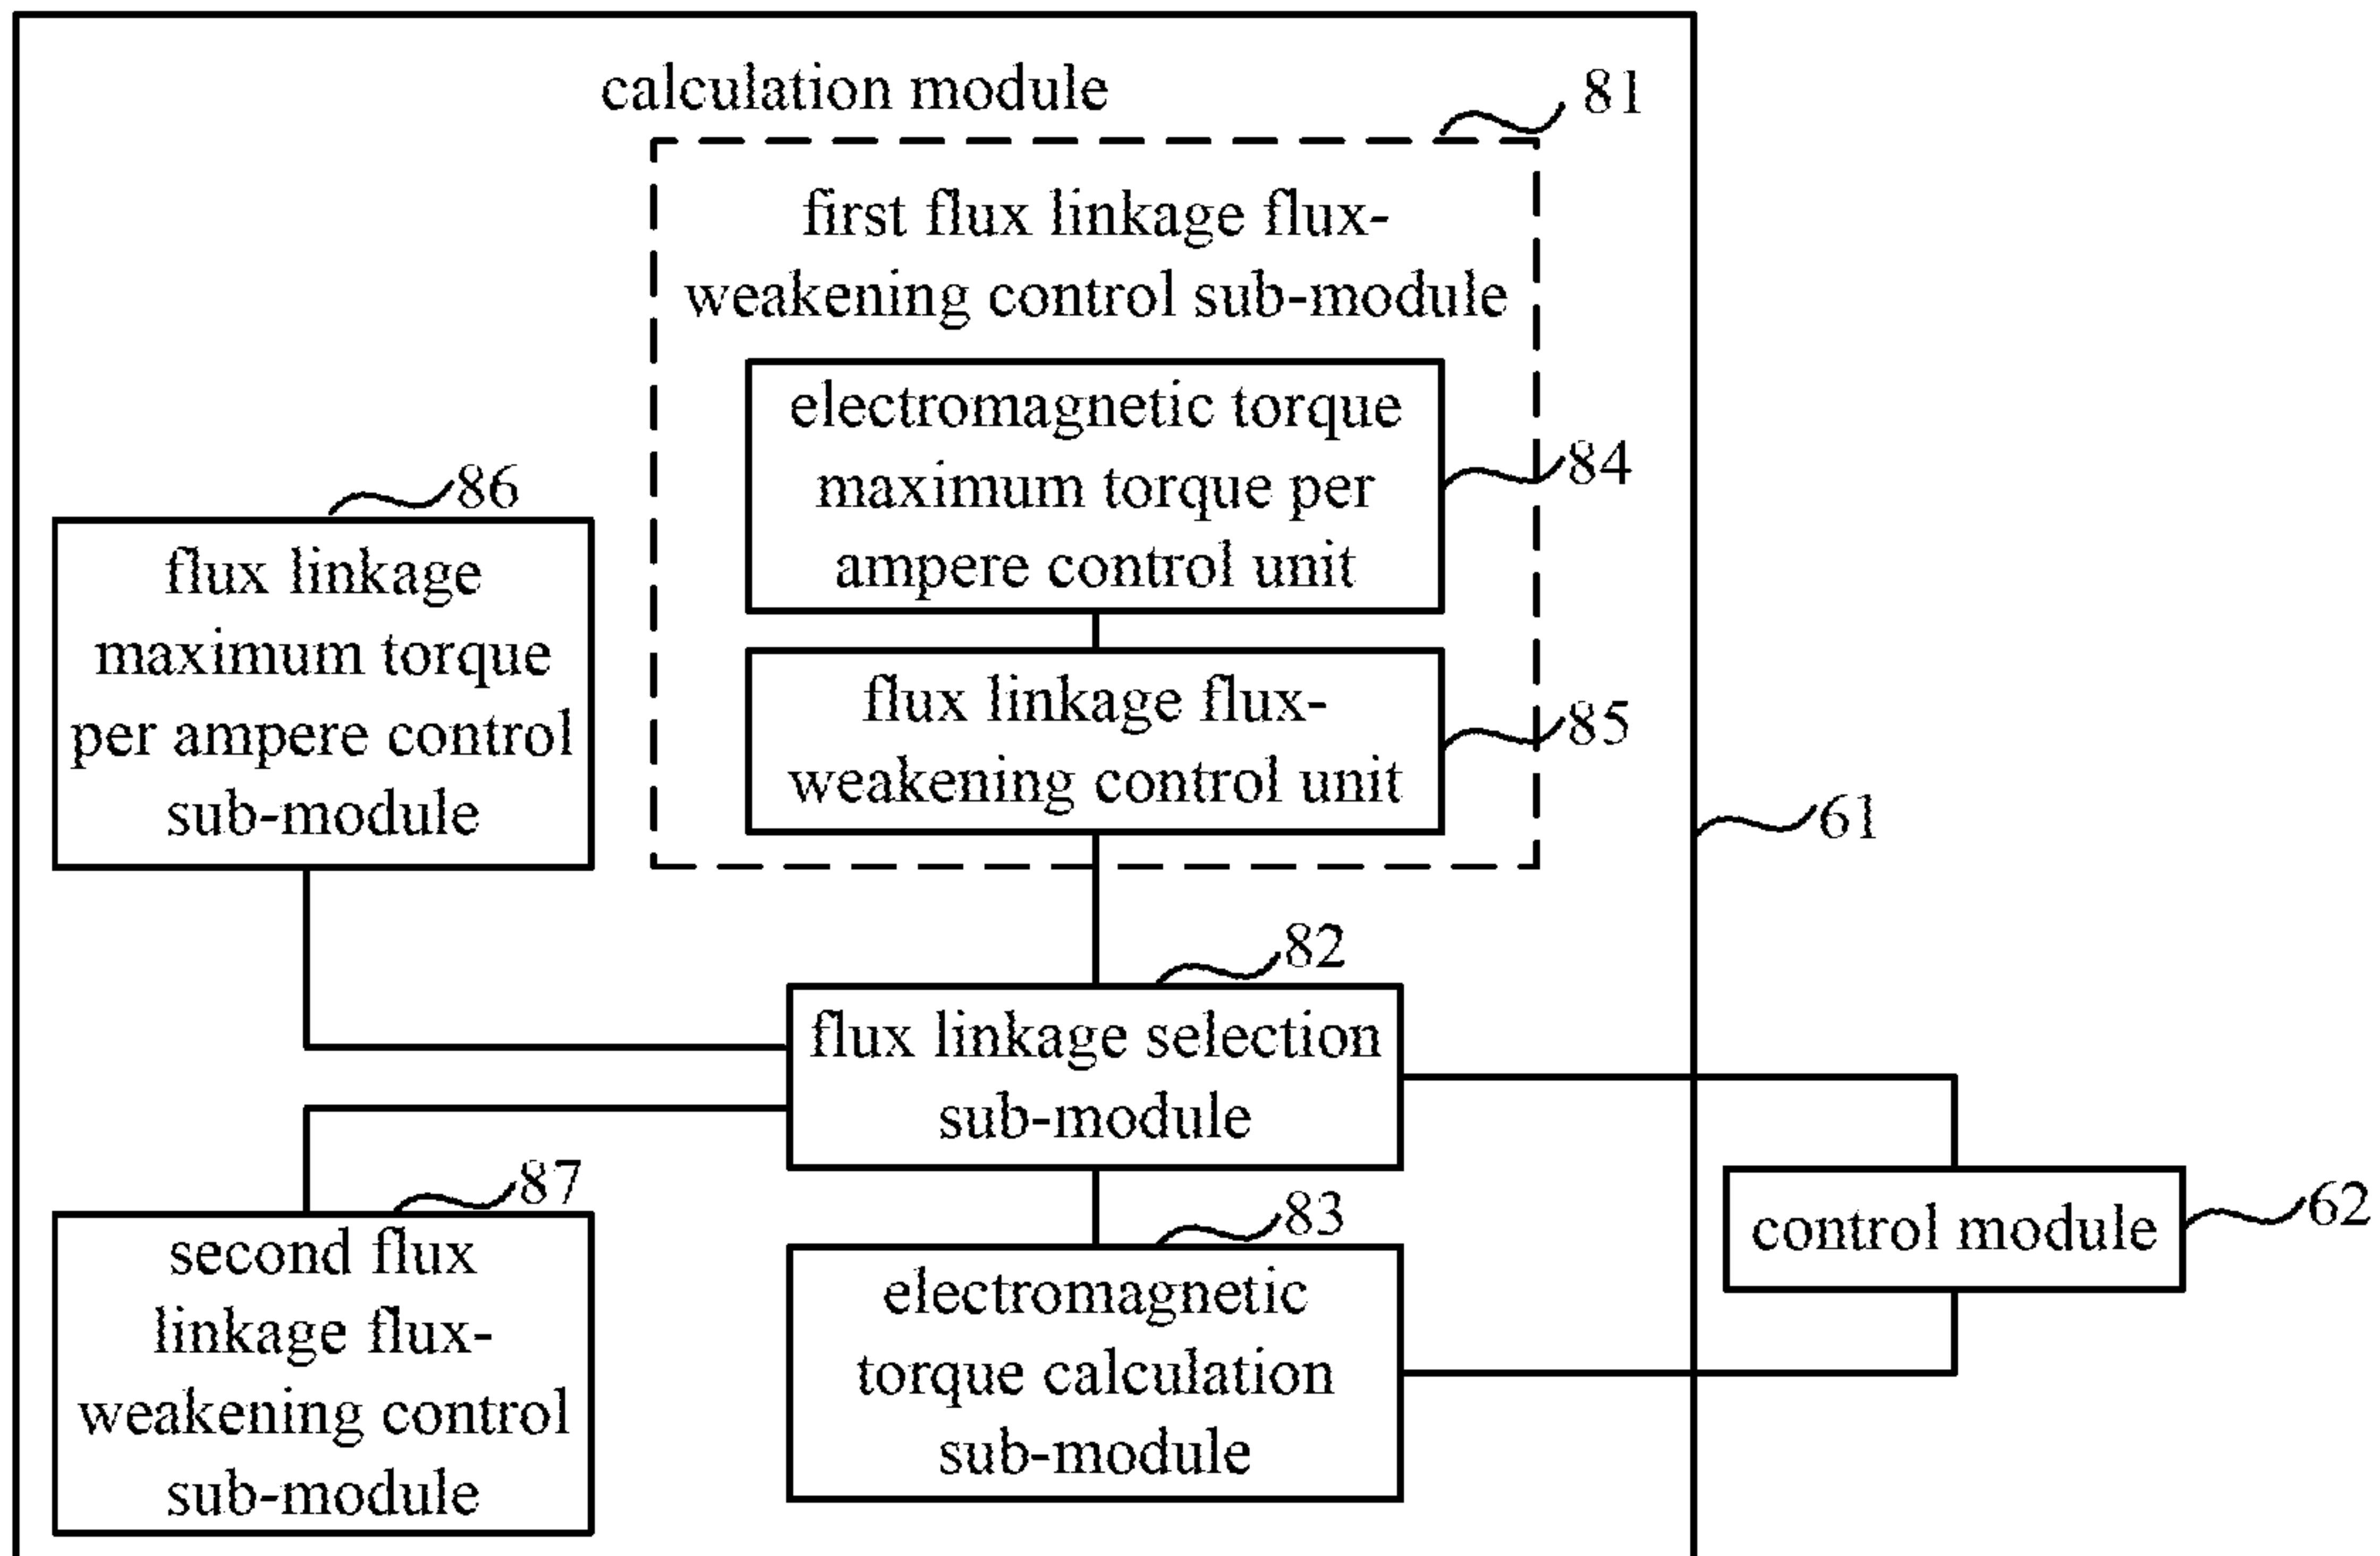 calculation module
81
first flux linkage flux-
weakening control sub-module
electromagnetic torque
maximum torque per
ampere control unit
84
86
flux linkage
maximum torque
per ampere control
sub-module
flux linkage flux-
weakening control unit
85
61
82
flux linkage selection
sub-module
87
second flux
linkage flux-
weakening control
sub-module
83
electromagnetic
torque calculation
sub-module
control module
62